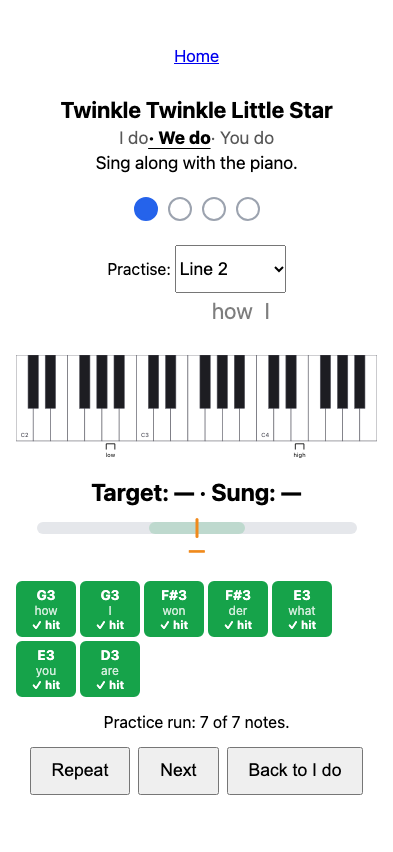 Home
Twinkle Twinkle Little Star
I do· We do· You do
Sing along with the piano.
Practise: Line 2
how I
C2 C3 C4
low high
Target: — · Sung: —
—
G3 G3 F#3 F#3 E3
how I won der what
✓ hit ✓ hit ✓ hit ✓ hit ✓ hit
E3 D3
you are
✓ hit ✓ hit
Practice run: 7 of 7 notes.
Repeat Next Back to I do